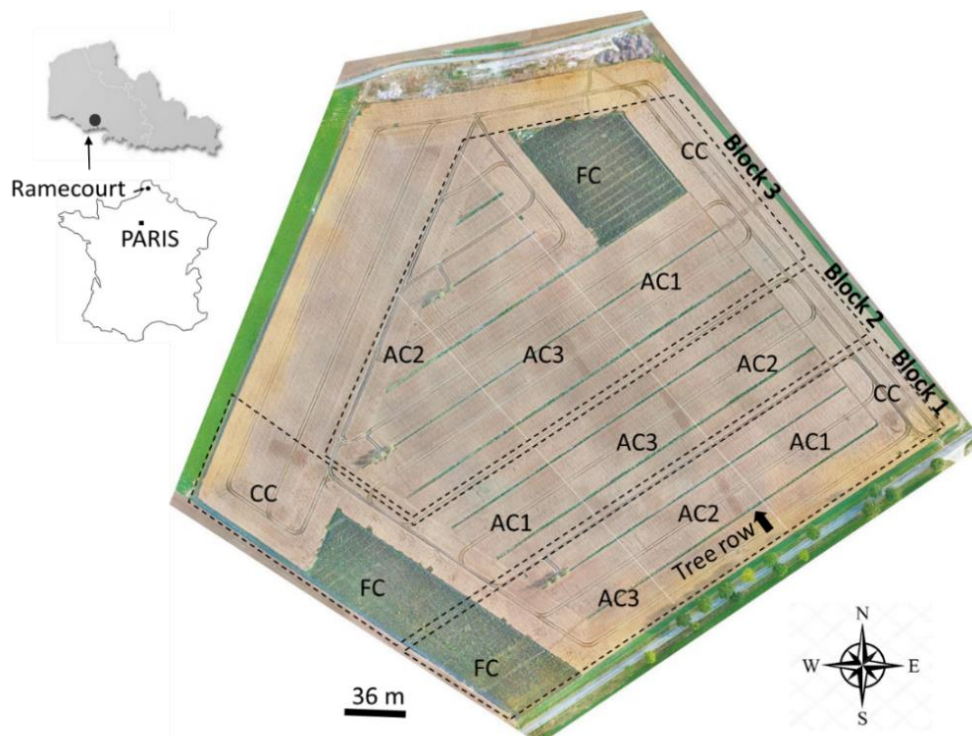 Ramecourt
PARIS
FC
CC
Block 3
AC1
AC2
AC3
Block 2
AC2
AC3
AC1
Block 1
CC
AC1
AC2
AC3
Tree row
CC
FC
FC
36 m
N
W
E
S